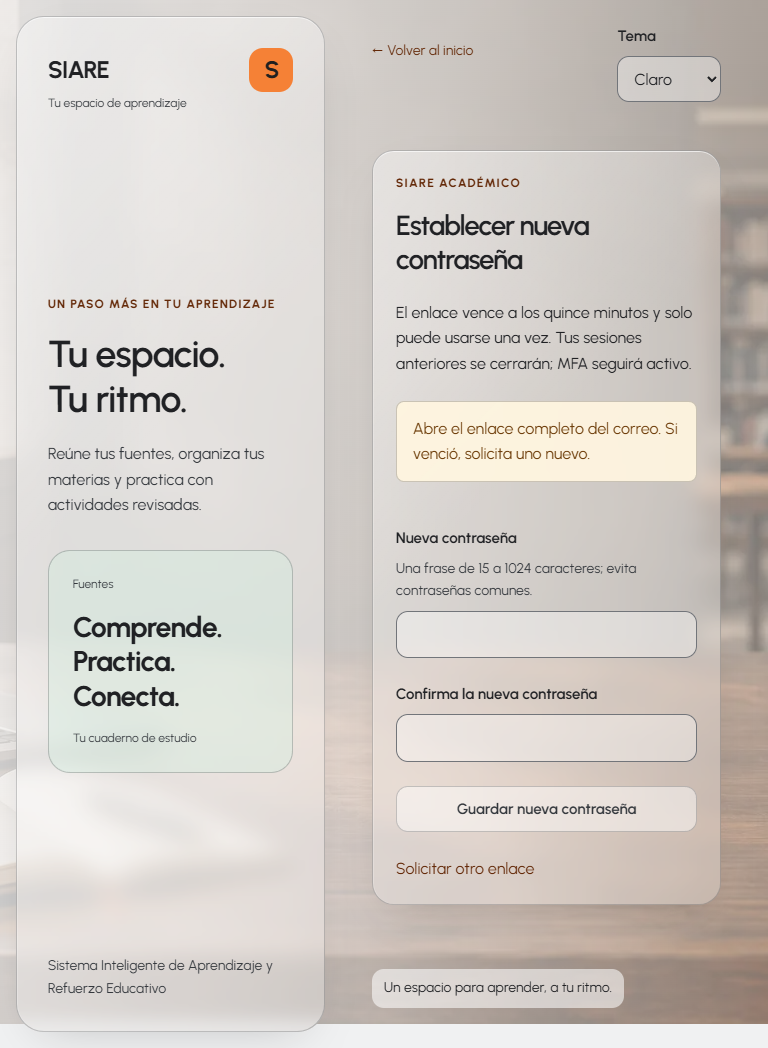 SIARE
S
Tu espacio de aprendizaje
UN PASO MÁS EN TU APRENDIZAJE
Tu espacio.
Tu ritmo.
Reúne tus fuentes, organiza tus
materias y practica con
actividades revisadas.
Fuentes
Comprende.
Practica.
Conecta.
Tu cuaderno de estudio
Sistema Inteligente de Aprendizaje y
Refuerzo Educativo
← Volver al inicio
Tema
Claro
SIARE ACADÉMICO
Establecer nueva
contraseña
El enlace vence a los quince minutos y solo
puede usarse una vez. Tus sesiones
anteriores se cerrarán; MFA seguirá activo.
Abre el enlace completo del correo. Si
venció, solicita uno nuevo.
Nueva contraseña
Una frase de 15 a 1024 caracteres; evita
contraseñas comunes.
Confirma la nueva contraseña
Guardar nueva contraseña
Solicitar otro enlace
Un espacio para aprender, a tu ritmo.